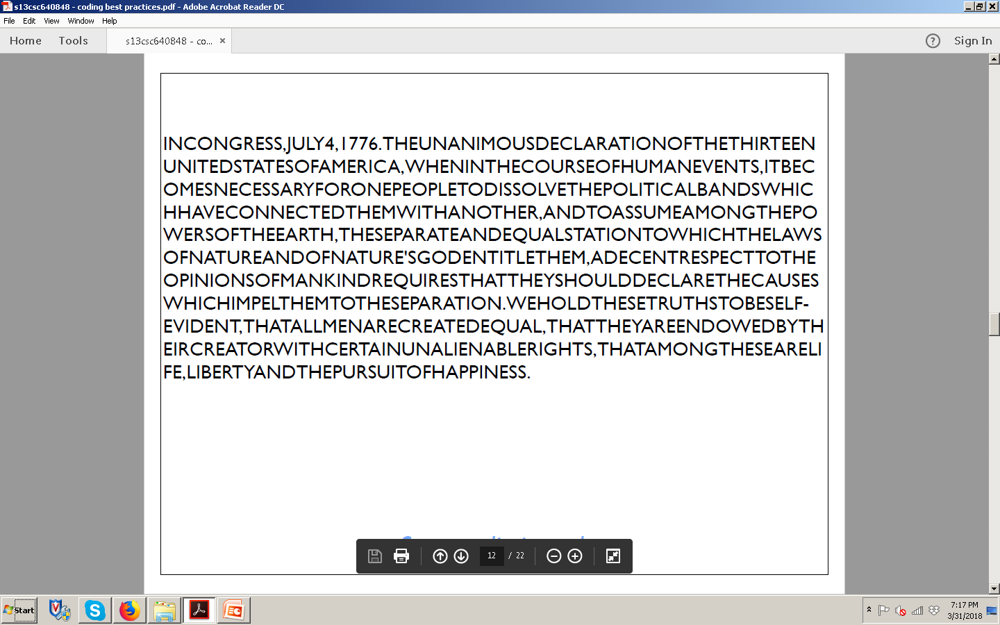 s13csc640848 - coding best practices.pdf - Adobe Acrobat Reader DC
File Edit View Window Help
Home Tools s13csc640848 - co... × ? Sign In
INCONGRESS,JULY4,1776.THEUNANIMOUSDECLARATIONOFTHETHIRTEEN
UNITEDSTATESOFAMERICA,WHENINTHECOURSEOFHUMANEVENTS,ITBEC
OMESNECESSARYFORONEPEOPLETODISSOLVETHEPOLITICALBANDSWHIC
HHAVECONNECTEDTHEMWITHANOTHER,ANDTOASSUMEAMONGTHEPO
WERSOFTHEEARTH,THESEPARATEANDEQUALSTATIONTOWHICHTHELAWS
OFNATUREANDOFNATURE'SGODENTITLETHEM,ADECENTRESPECTTOTHE
OPINIONSOFMANKINDREQUIRESTHATTHEYSHOULDDECLARETHECAUSES
WHICHIMPELTHEMTOTHESEPARATION.WEHOLDTHESETRUTHSTOBESELF-
EVIDENT,THATALLMENARECREATEDEQUAL,THATTHEYAREENDOWEDBYTH
EIRCREATORWITHCERTAINUNALIENABLERIGHTS,THATAMONGTHESEARELI
FE,LIBERTYANDTHEPURSUITOFHAPPINESS.
12 / 22
Start
7:17 PM
3/31/2018